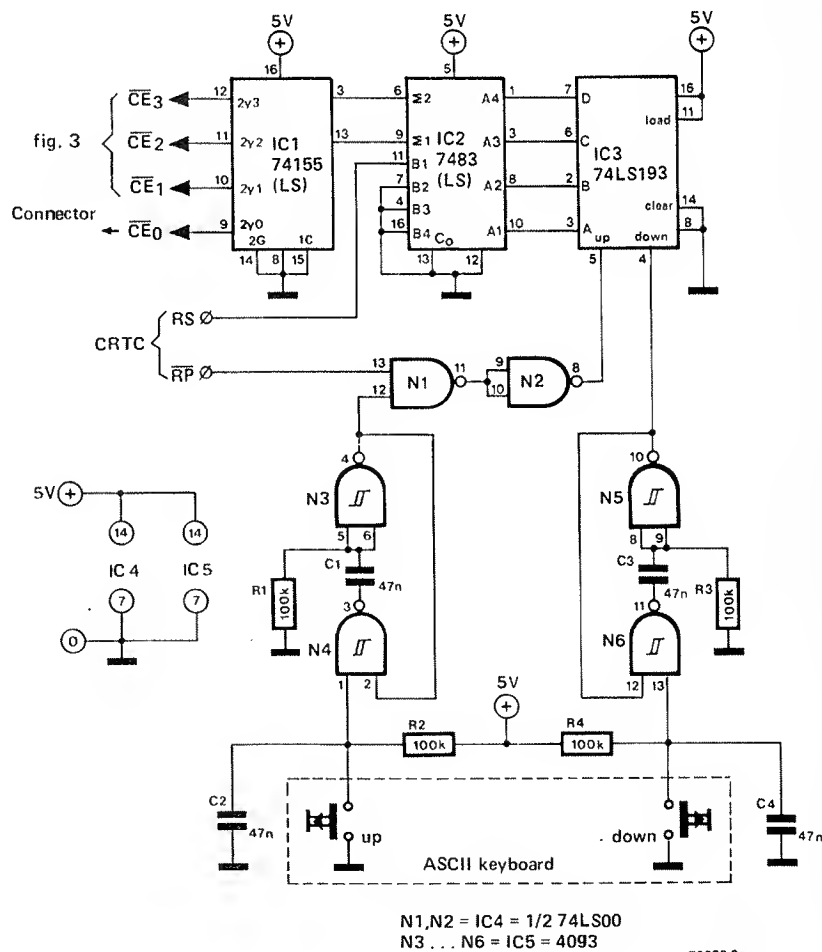 5V
5V
5V
16
5
16
11
load
12
CE3
2y3
3
6
Σ2
A4
1
7
D
fig. 3
11
CE2
2y2
IC1
74155
(LS)
13
9
Σ1
IC2
7483
(LS)
A3
3
6
C
IC3
74LS193
10
CE1
2y1
11
B1
7
B2
A2
8
2
B
clear
14
Connector
CE0
9
2y0
4
B3
16
B4
A1
10
3
A
up
down
8
2G
1C
C0
14
8
15
13
12
5
4
CRTC
RS
RP
13
12
N1
11
9
10
N2
8
4
N3
5
6
10
N5
8
9
5V
14
14
IC 4
IC 5
7
7
0
R1
100k
C1
47n
3
N4
1
2
C3
47n
R3
100k
11
N6
12
13
5V
R2
100k
R4
100k
C2
47n
up
down
C4
47n
ASCII keyboard
N1,N2 = IC4 = 1/2 74LS00
N3 . . . N6 = IC5 = 4093